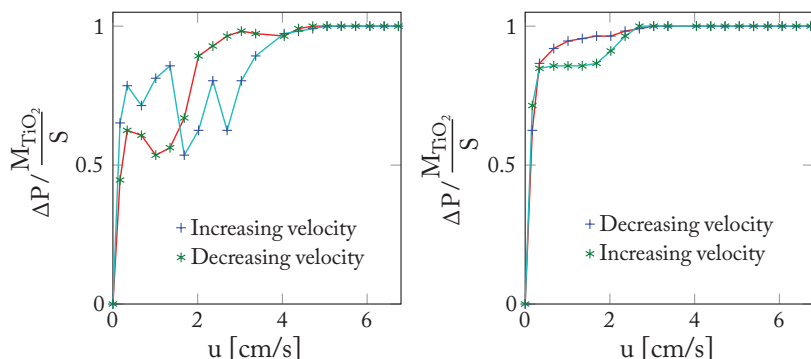 1
0.5
0
ΔP/ M_TiO2 / S
+ Increasing velocity
* Decreasing velocity
0 2 4 6
u [cm/s]
1
0.5
0
ΔP/ M_TiO2 / S
+ Decreasing velocity
* Increasing velocity
0 2 4 6
u [cm/s]